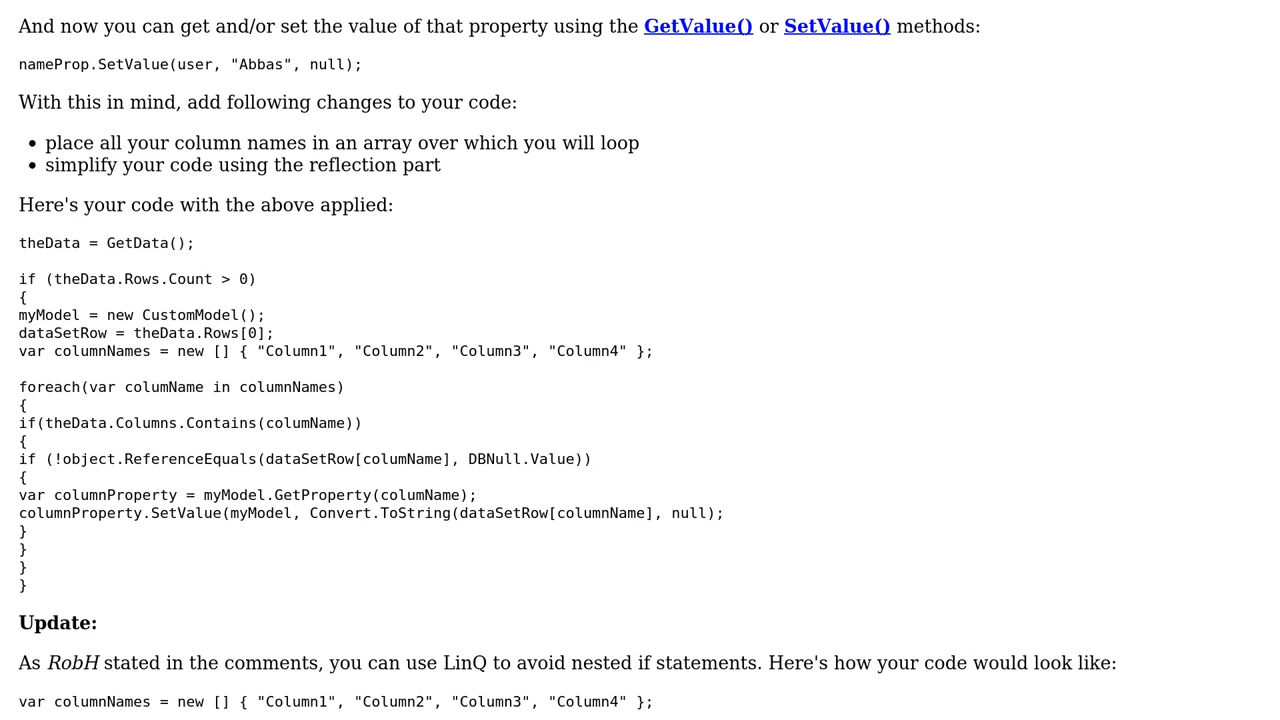 And now you can get and/or set the value of that property using the GetValue() or SetValue() methods:
nameProp.SetValue(user, "Abbas", null);
With this in mind, add following changes to your code:
• place all your column names in an array over which you will loop
• simplify your code using the reflection part
Here's your code with the above applied:
theData = GetData();
if (theData.Rows.Count > 0)
{
myModel = new CustomModel();
dataSetRow = theData.Rows[0];
var columnNames = new [] { "Column1", "Column2", "Column3", "Column4" };
foreach(var columName in columnNames)
{
if(theData.Columns.Contains(columName))
{
if (!object.ReferenceEquals(dataSetRow[columName], DBNull.Value))
{
var columnProperty = myModel.GetProperty(columName);
columnProperty.SetValue(myModel, Convert.ToString(dataSetRow[columnName], null);
}
}
}
}
Update:
As RobH stated in the comments, you can use LinQ to avoid nested if statements. Here's how your code would look like:
var columnNames = new [] { "Column1", "Column2", "Column3", "Column4" };